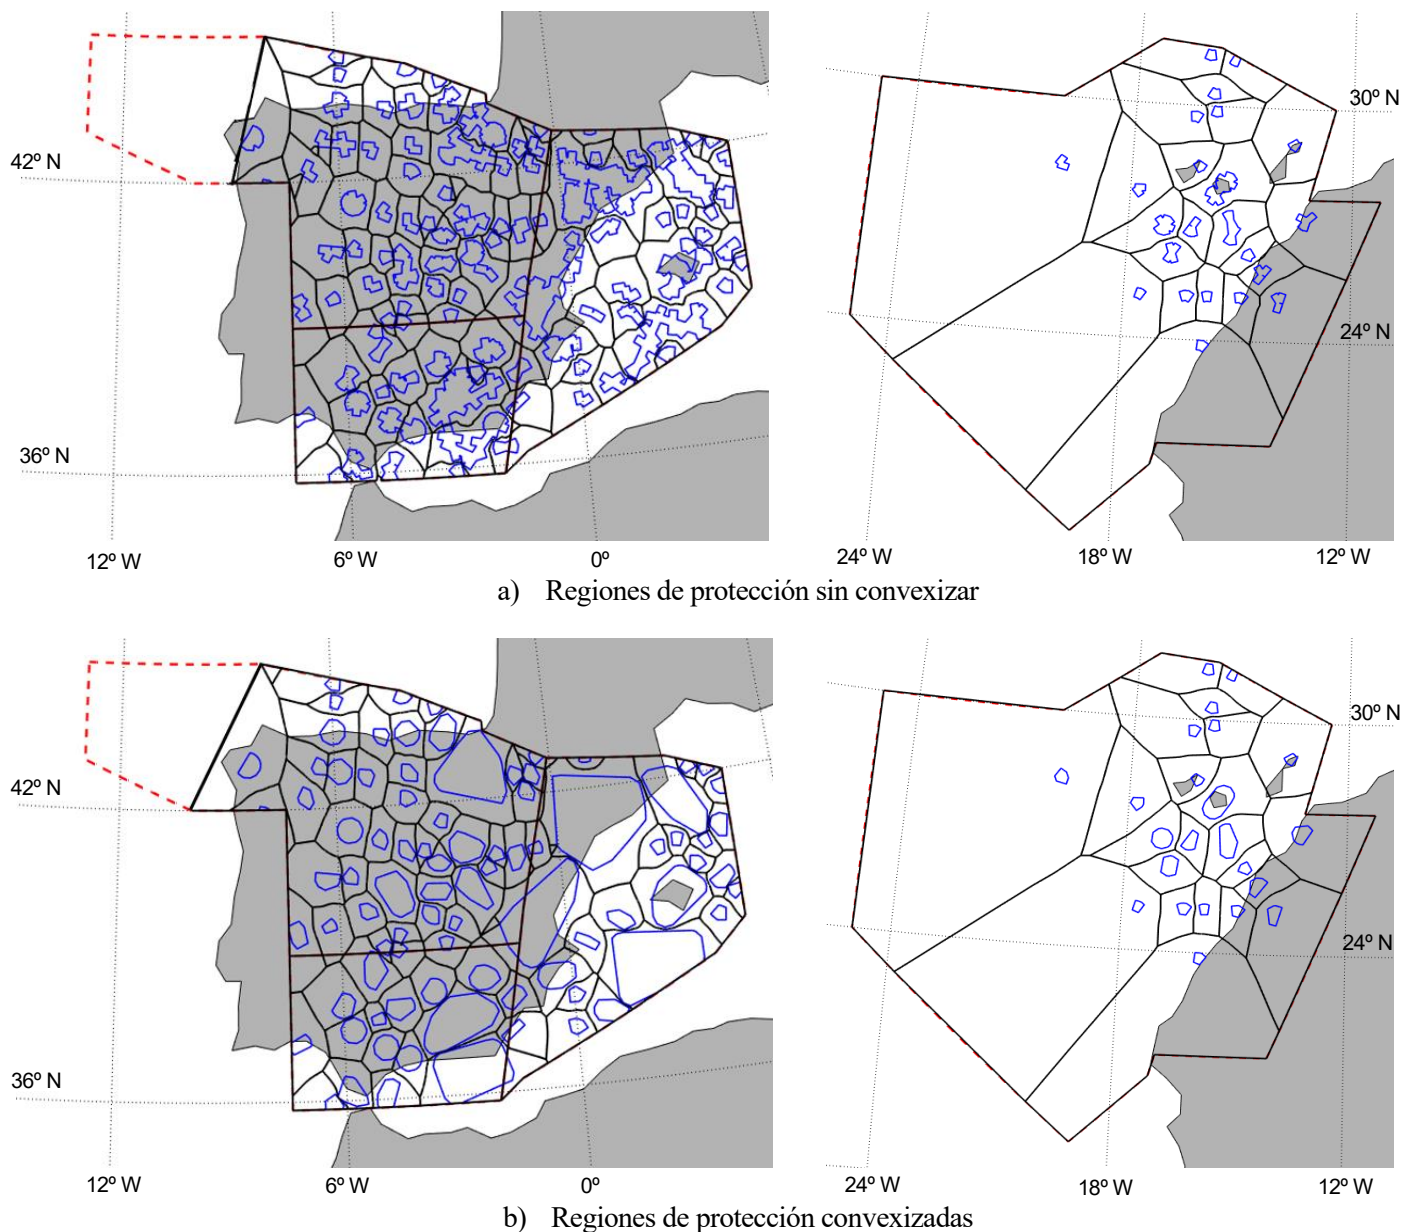 42º N
36º N
12º W
6º W
0º
30º N
24º N
24º W
18º W
12º W
a) Regiones de protección sin convexizar
42º N
36º N
12º W
6º W
0º
30º N
24º N
24º W
18º W
12º W
b) Regiones de protección convexizadas